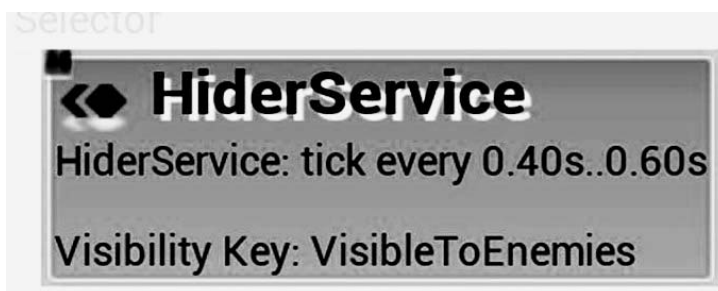 Selector
HiderService
HiderService: tick every 0.40s..0.60s
Visibility Key: VisibleToEnemies